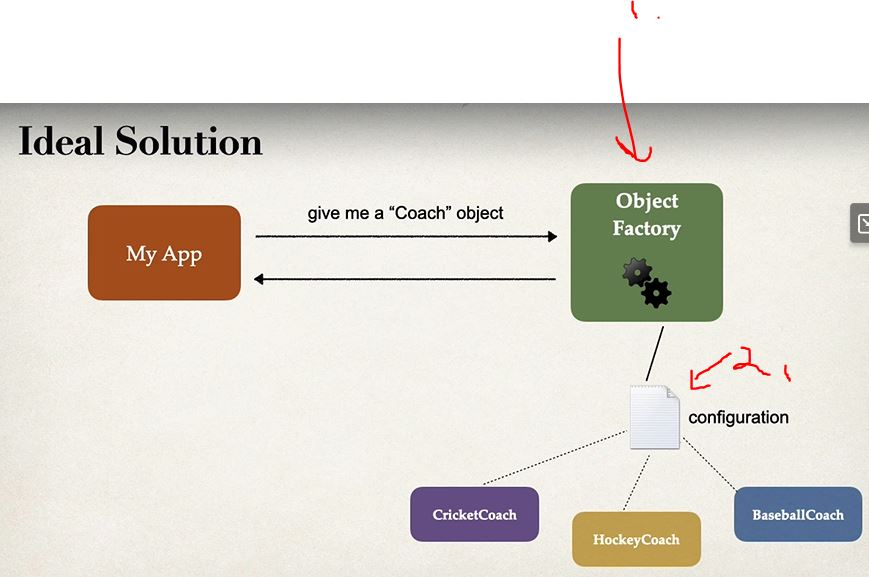 1.
Ideal Solution
My App
give me a “Coach” object
Object
Factory
2.
configuration
CricketCoach
HockeyCoach
BaseballCoach